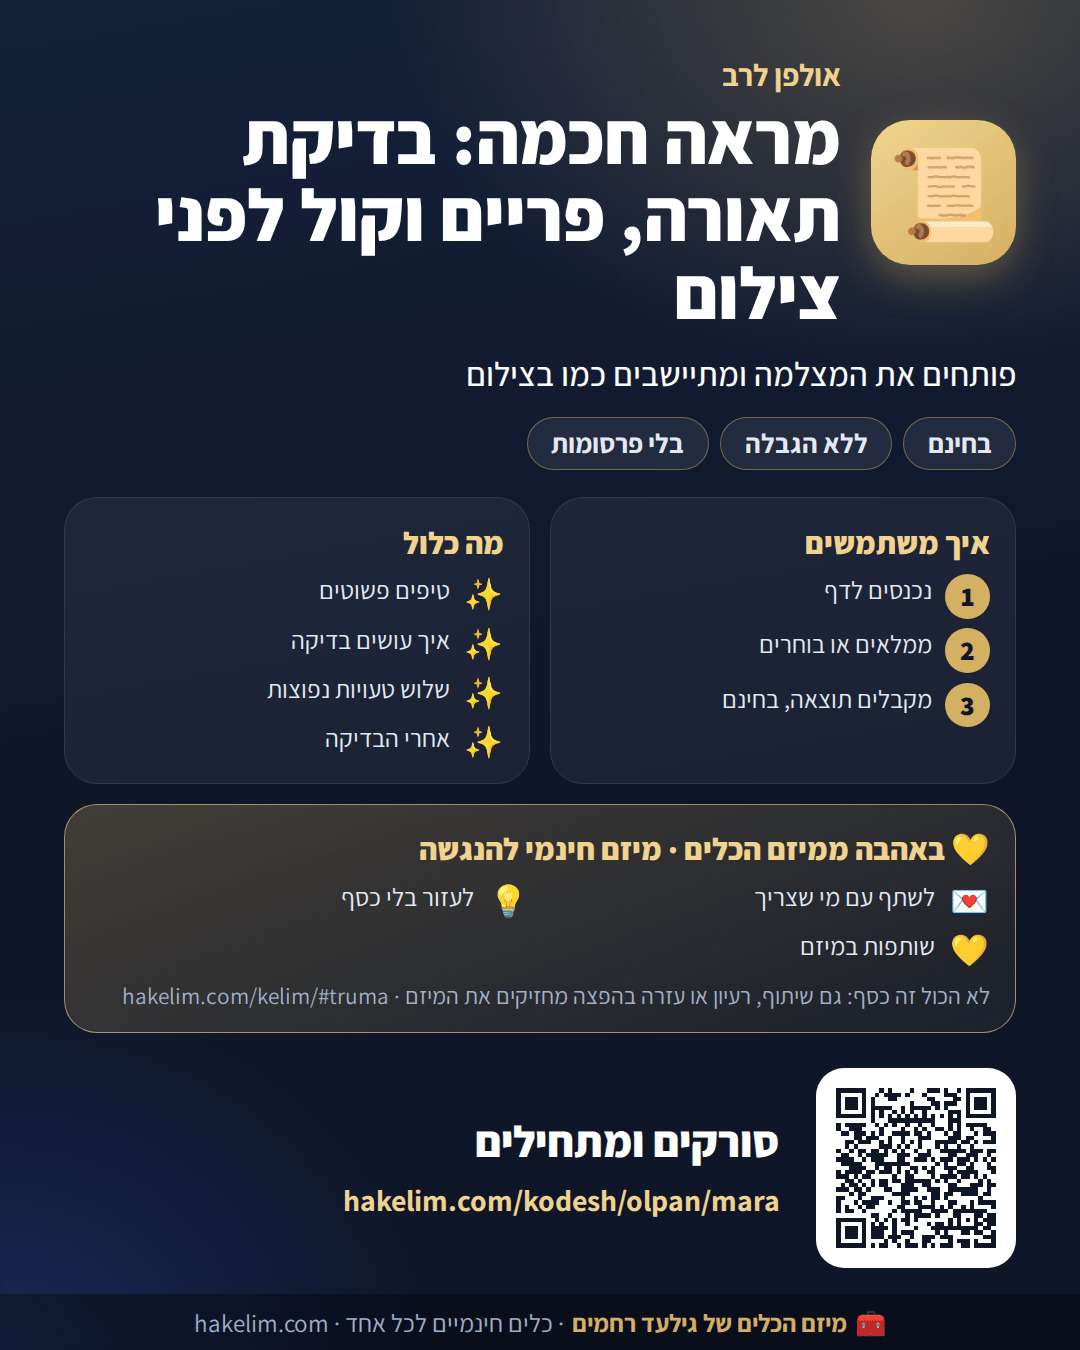 אולפן לרב
מראה חכמה: בדיקת
תאורה, פריים וקול לפני
צילום
פותחים את המצלמה ומתיישבים כמו בצילום
בחינם
ללא הגבלה
בלי פרסומות
איך משתמשים
1 נכנסים לדף
2 ממלאים או בוחרים
3 מקבלים תוצאה, בחינם
מה כלול
טיפים פשוטים
איך עושים בדיקה
שלוש טעויות נפוצות
אחרי הבדיקה
באהבה ממיזם הכלים · מיזם חינמי להנגשה
לשתף עם מי שצריך
לעזור בלי כסף
שותפות במיזם
לא הכול זה כסף: גם שיתוף, רעיון או עזרה בהפצה מחזיקים את המיזם · hakelim.com/kelim/#truma
סורקים ומתחילים
hakelim.com/kodesh/olpan/mara
מיזם הכלים של גילעד רחמים · כלים חינמיים לכל אחד · hakelim.com